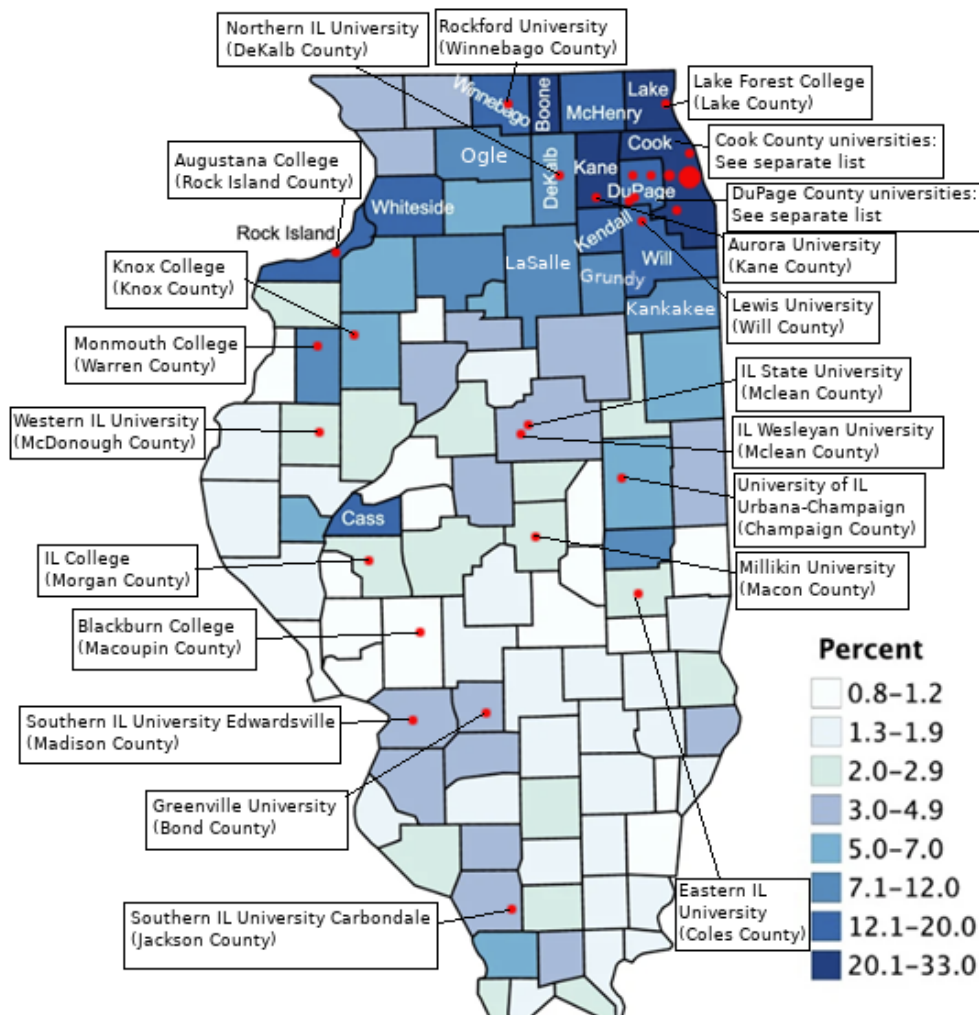 Northern IL University
(DeKalb County)
Rockford University
(Winnebago County)
Lake Forest College
(Lake County)
Cook County universities:
See separate list
DuPage County universities:
See separate list
Aurora University
(Kane County)
Lewis University
(Will County)
Augustana College
(Rock Island County)
Knox College
(Knox County)
Monmouth College
(Warren County)
Western IL University
(McDonough County)
IL State University
(Mclean County)
IL Wesleyan University
(Mclean County)
University of IL
Urbana-Champaign
(Champaign County)
IL College
(Morgan County)
Millikin University
(Macon County)
Blackburn College
(Macoupin County)
Southern IL University Edwardsville
(Madison County)
Greenville University
(Bond County)
Southern IL University Carbondale
(Jackson County)
Eastern IL
University
(Coles County)
Winnebago
Boone
McHenry
Lake
Ogle
DeKalb
Kane
Cook
DuPage
Whiteside
Rock Island
Kendall
LaSalle
Will
Grundy
Kankakee
Cass
Percent
0.8–1.2
1.3–1.9
2.0–2.9
3.0–4.9
5.0–7.0
7.1–12.0
12.1–20.0
20.1–33.0